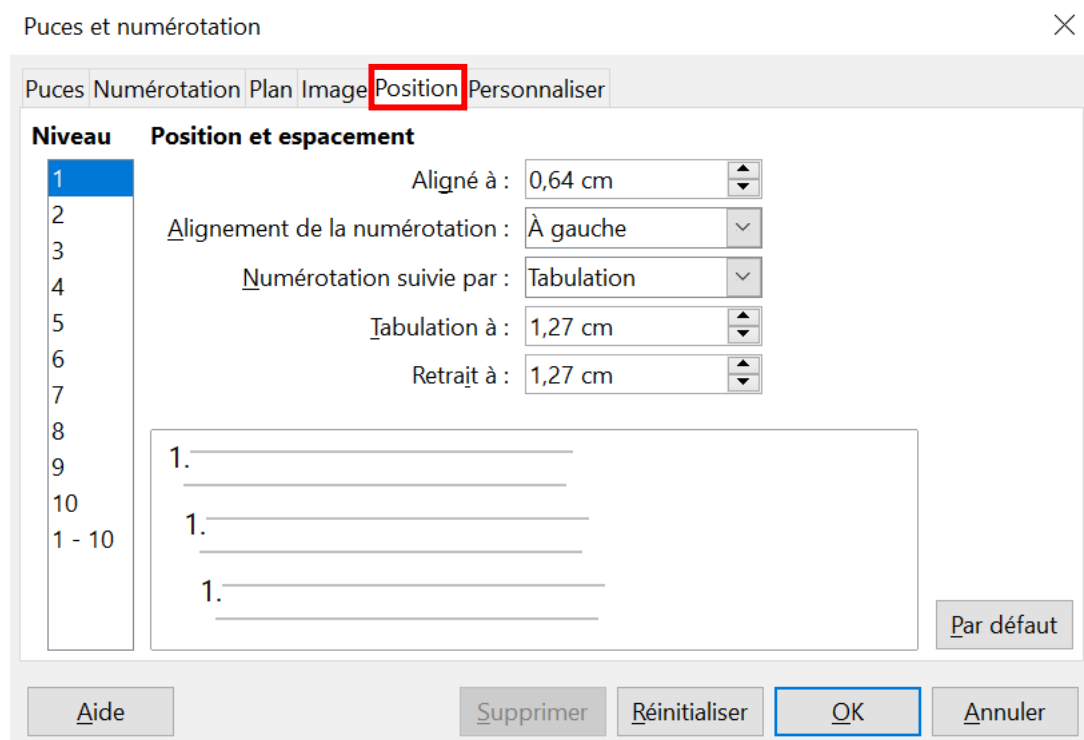 Puces et numérotation
Puces Numérotation Plan Image Position Personnaliser
Niveau Position et espacement
1 Aligné à : 0,64 cm
2 Alignement de la numérotation : À gauche
3
4 Numérotation suivie par : Tabulation
5 Tabulation à : 1,27 cm
6
7 Retrait à : 1,27 cm
8
9 1.
10 1.
1 - 10
1.
Par défaut
Aide Supprimer Réinitialiser OK Annuler